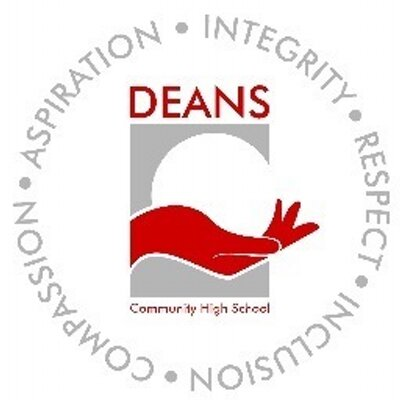 ASPIRATION • INTEGRITY • RESPECT • INCLUSION • COMPASSION •
DEANS
Community High School